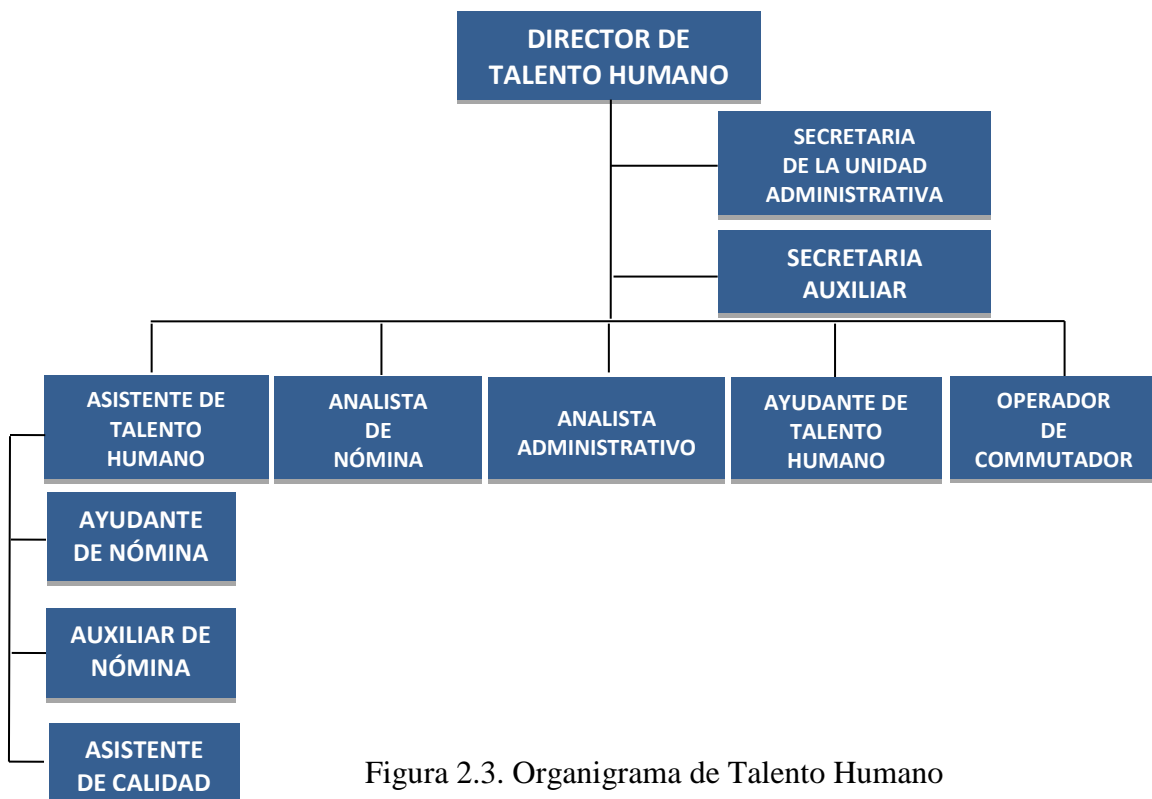 DIRECTOR DE
TALENTO HUMANO
SECRETARIA
DE LA UNIDAD
ADMINISTRATIVA
SECRETARIA
AUXILIAR
ASISTENTE DE
TALENTO
HUMANO
ANALISTA
DE
NÓMINA
ANALISTA
ADMINISTRATIVO
AYUDANTE DE
TALENTO
HUMANO
OPERADOR
DE
COMMUTADOR
AYUDANTE
DE NÓMINA
AUXILIAR DE
NÓMINA
ASISTENTE
DE CALIDAD
Figura 2.3. Organigrama de Talento Humano